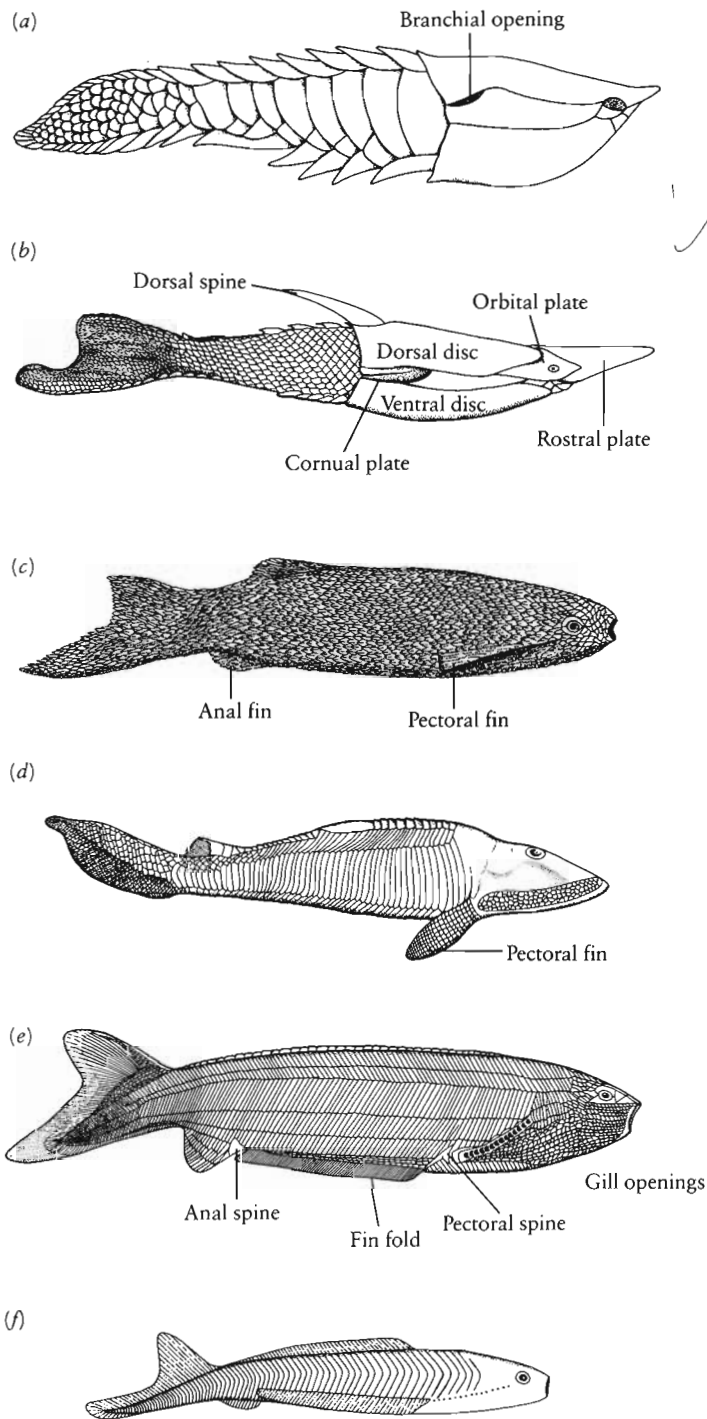 (a)
Branchial opening
(b)
Dorsal spine
Orbital plate
Dorsal disc
Ventral disc
Rostral plate
Cornual plate
(c)
Anal fin
Pectoral fin
(d)
Pectoral fin
(e)
Gill openings
Anal spine
Pectoral spine
Fin fold
(f)